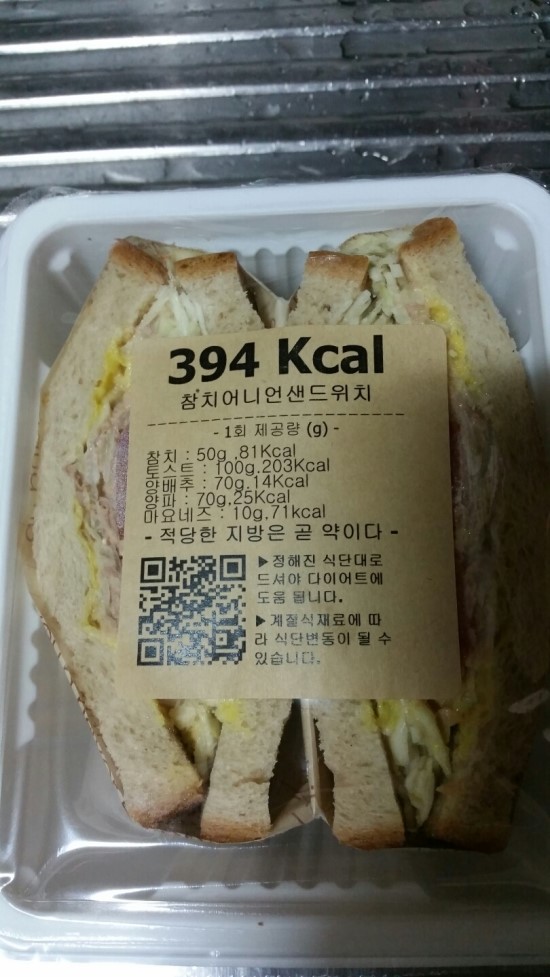 394 Kcal
참치어니언샌드위치
- 1회 제공량 (g) -
참치 : 50g .81Kcal
토스트 : 100g.203Kcal
양배추 : 70g.14Kcal
양파 : 70g.25Kcal
마요네즈 : 10g.71kcal
- 적당한 지방은 곧 약이다 -
▶정해진 식단대로
드셔야 다이어트에
도움 됩니다.
▶계절식재료에 따
라 식단변동이 될 수
있습니다.